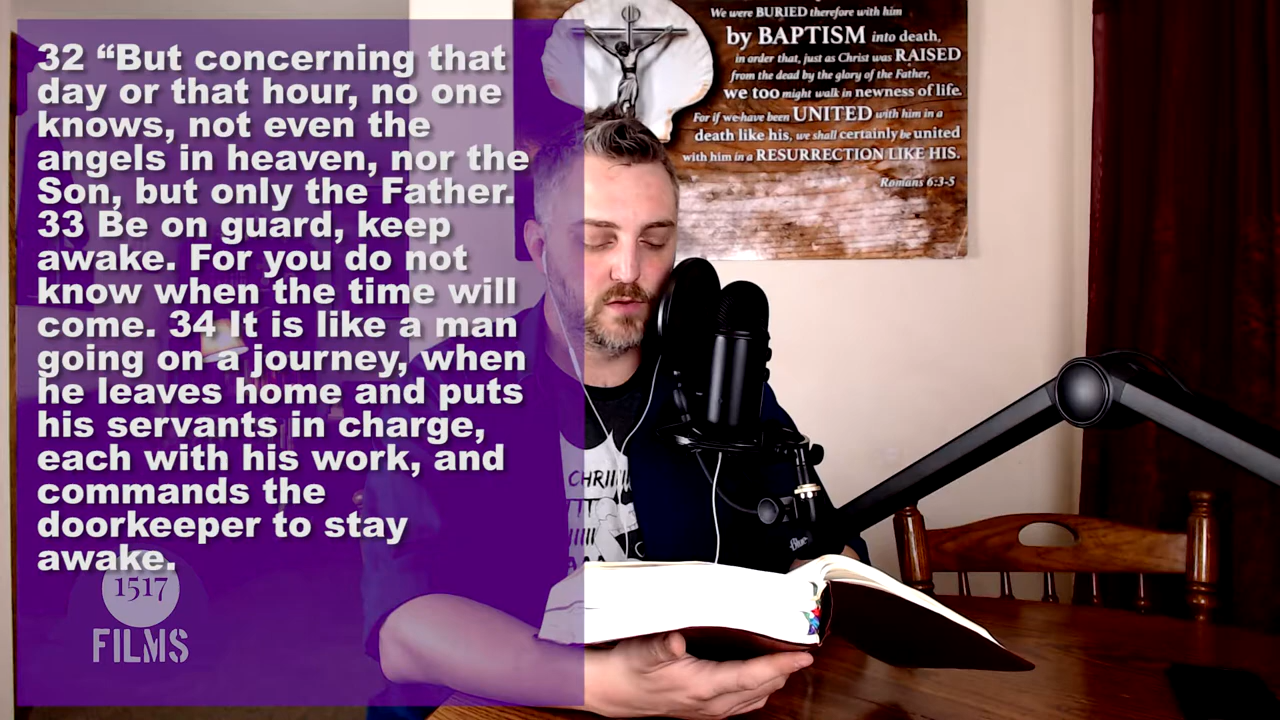 32 “But concerning that
day or that hour, no one
knows, not even the
angels in heaven, nor the
Son, but only the Father.
33 Be on guard, keep
awake. For you do not
know when the time will
come. 34 It is like a man
going on a journey, when
he leaves home and puts
his servants in charge,
each with his work, and
commands the
doorkeeper to stay
awake.
1517
FILMS
We were BURIED therefore with him
by BAPTISM into death,
in order that, just as Christ was RAISED
from the dead by the glory of the Father,
we too might walk in newness of life.
For if we have been UNITED with him in a
death like his, we shall certainly be united
with him in a RESURRECTION LIKE HIS.
Romans 6:3-5
Blue